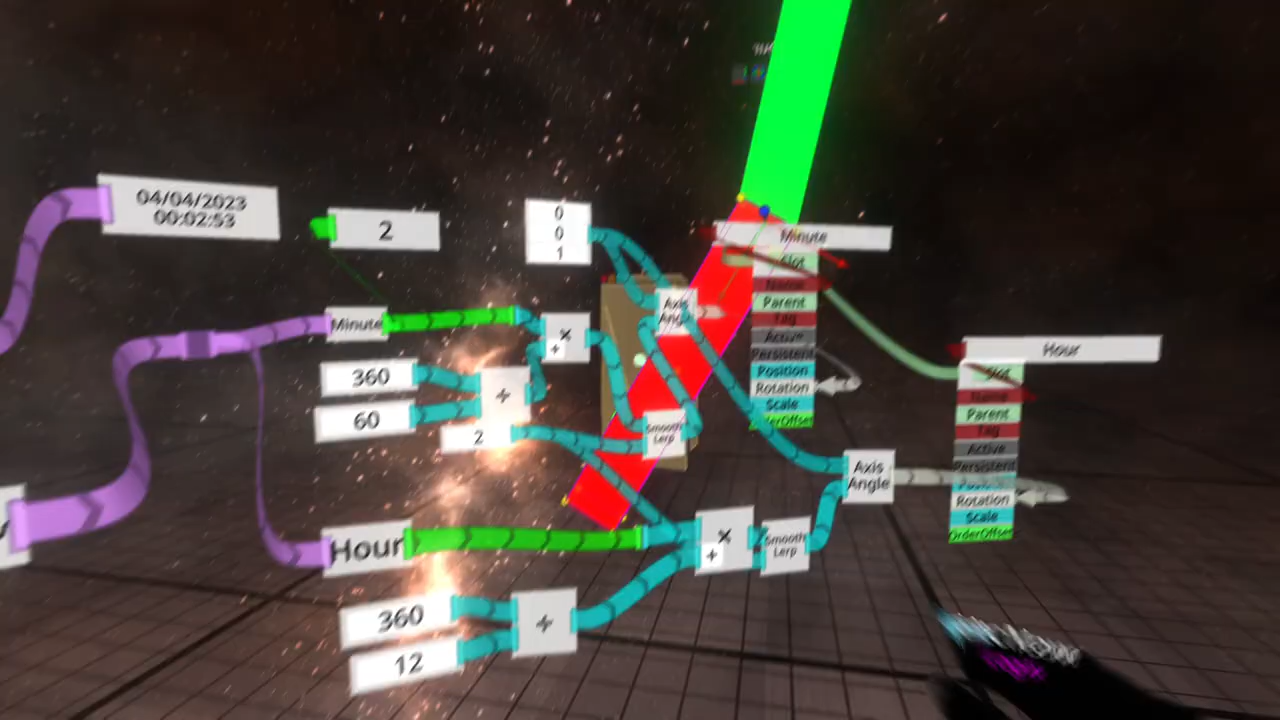 04/04/2023
00:02:53
2
0
0
1
Minute
Slot
Name
Parent
Tag
Active
Persistent
Position
Rotation
Scale
OrderOffset
Hour
Slot
Name
Parent
Tag
Active
Persistent
Rotation
Scale
OrderOffset
Minute
×
+
Axis
Angle
360
60
÷
2
Smooth
Lerp
Axis
Angle
Hour
×
+
Smooth
Lerp
360
12
÷